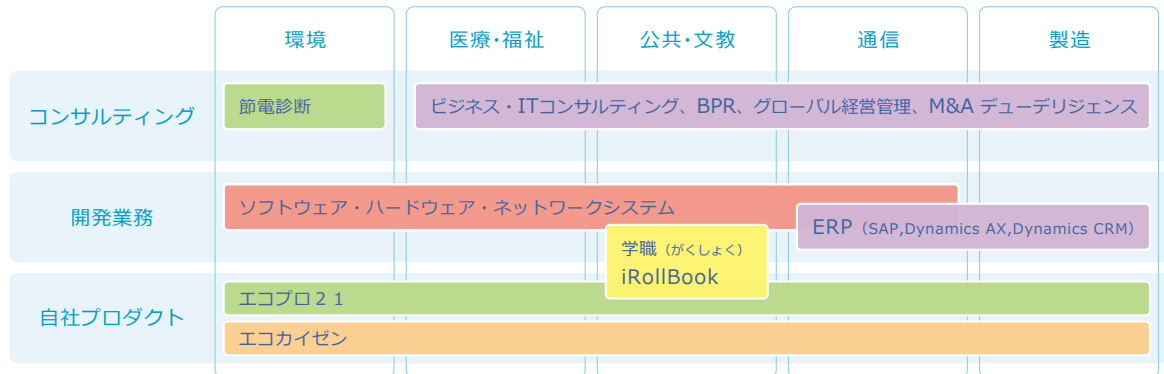 環境
医療・福祉
公共・文教
通信
製造
コンサルティング
節電診断
ビジネス・ITコンサルティング、BPR、グローバル経営管理、M&A デューデリジェンス
開発業務
ソフトウェア・ハードウェア・ネットワークシステム
ERP（SAP,Dynamics AX,Dynamics CRM）
学職（がくしょく）
iRollBook
自社プロダクト
エコプロ２１
エコカイゼン